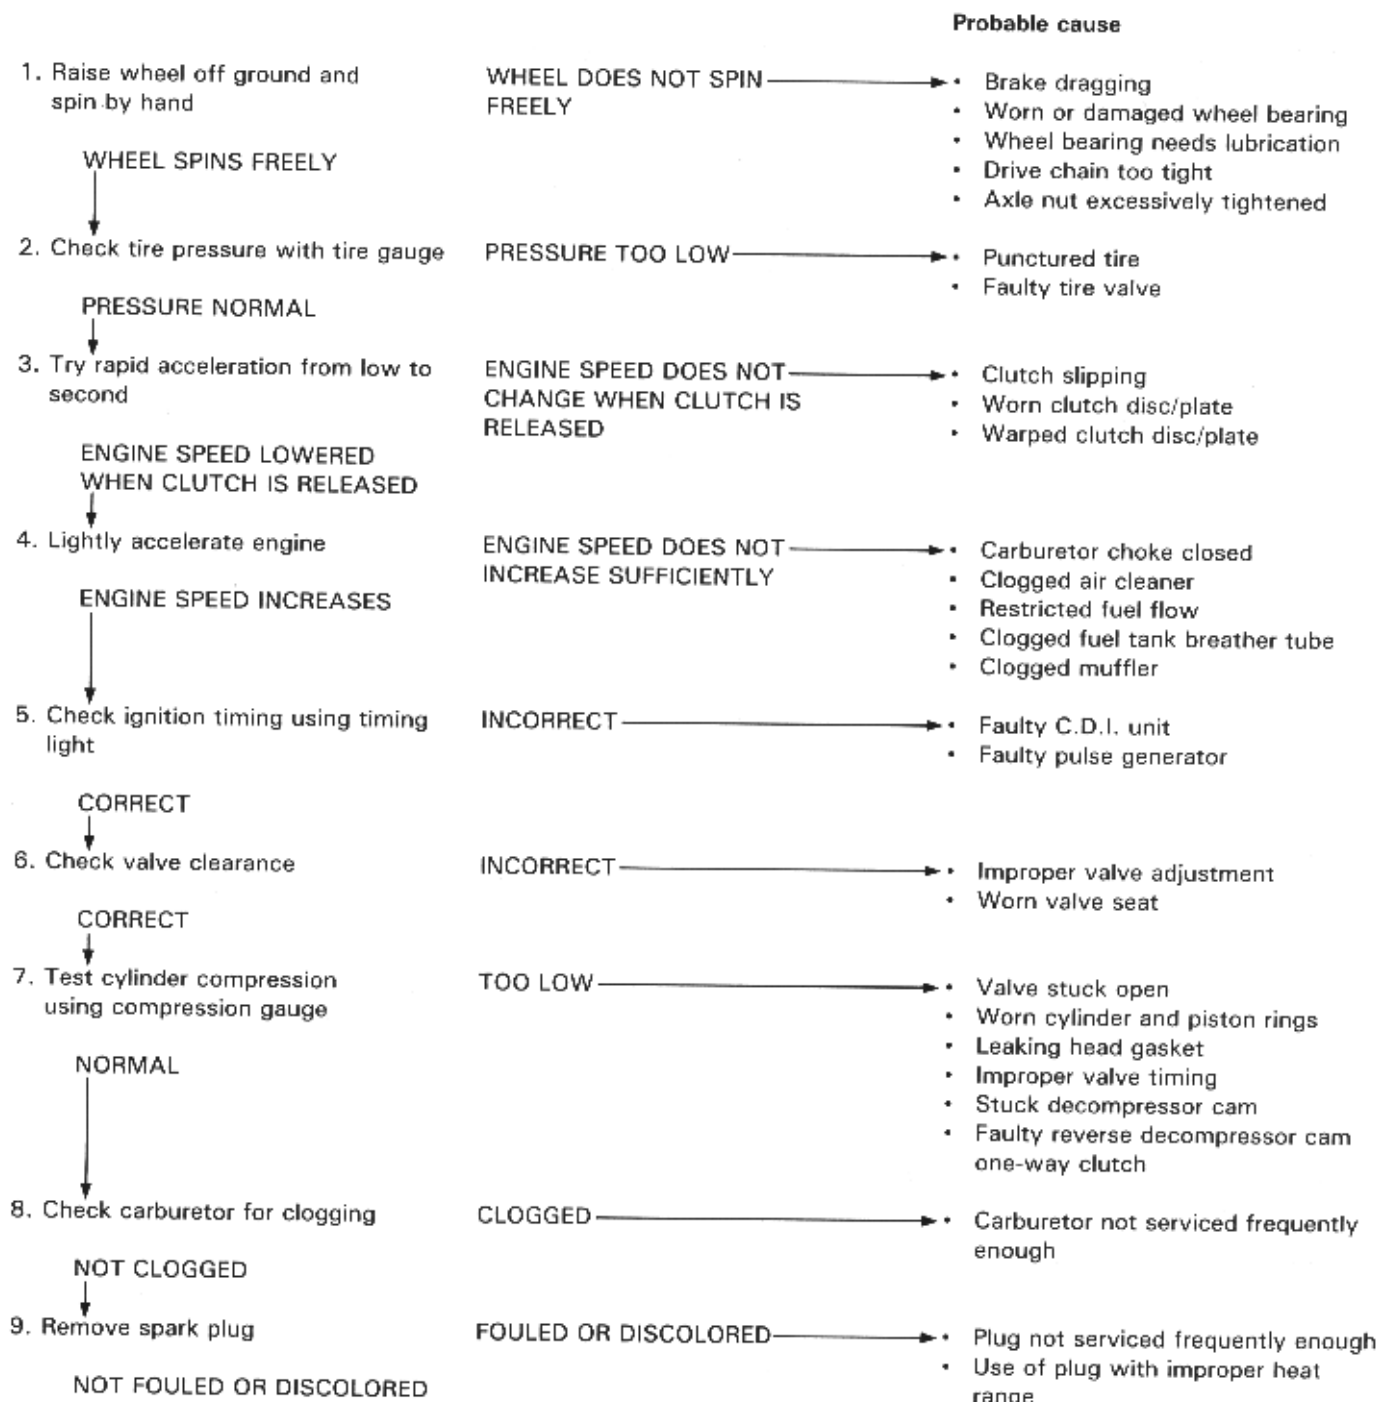 Probable cause
1. Raise wheel off ground and
spin by hand
WHEEL DOES NOT SPIN
FREELY
• Brake dragging
• Worn or damaged wheel bearing
• Wheel bearing needs lubrication
• Drive chain too tight
• Axle nut excessively tightened
WHEEL SPINS FREELY
2. Check tire pressure with tire gauge
PRESSURE TOO LOW
• Punctured tire
• Faulty tire valve
PRESSURE NORMAL
3. Try rapid acceleration from low to
second
ENGINE SPEED DOES NOT
CHANGE WHEN CLUTCH IS
RELEASED
• Clutch slipping
• Worn clutch disc/plate
• Warped clutch disc/plate
ENGINE SPEED LOWERED
WHEN CLUTCH IS RELEASED
4. Lightly accelerate engine
ENGINE SPEED DOES NOT
INCREASE SUFFICIENTLY
• Carburetor choke closed
• Clogged air cleaner
• Restricted fuel flow
• Clogged fuel tank breather tube
• Clogged muffler
ENGINE SPEED INCREASES
5. Check ignition timing using timing
light
INCORRECT
• Faulty C.D.I. unit
• Faulty pulse generator
CORRECT
6. Check valve clearance
INCORRECT
• Improper valve adjustment
• Worn valve seat
CORRECT
7. Test cylinder compression
using compression gauge
TOO LOW
• Valve stuck open
• Worn cylinder and piston rings
• Leaking head gasket
• Improper valve timing
• Stuck decompressor cam
• Faulty reverse decompressor cam
one-way clutch
NORMAL
8. Check carburetor for clogging
CLOGGED
• Carburetor not serviced frequently
enough
NOT CLOGGED
9. Remove spark plug
FOULED OR DISCOLORED
• Plug not serviced frequently enough
• Use of plug with improper heat
range
NOT FOULED OR DISCOLORED